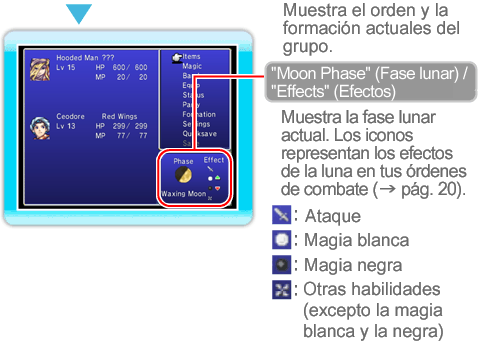 Muestra el orden y la
formación actuales del
grupo.
Hooded Man ???
Lv 15 HP 600/ 600
MP 20/ 20
Ceodore Red Wings
Lv 13 HP 299/ 299
MP 77/ 77
Items
Magic
Equip
Status
Party
Formation
Settings
Quicksave
Phase Effect
Waxing Moon
"Moon Phase" (Fase lunar) /
"Effects" (Efectos)
Muestra la fase lunar
actual. Los iconos
representan los efectos
de la luna en tus órdenes
de combate (→ pág. 20).
: Ataque
: Magia blanca
: Magia negra
: Otras habilidades
(excepto la magia
blanca y la negra)